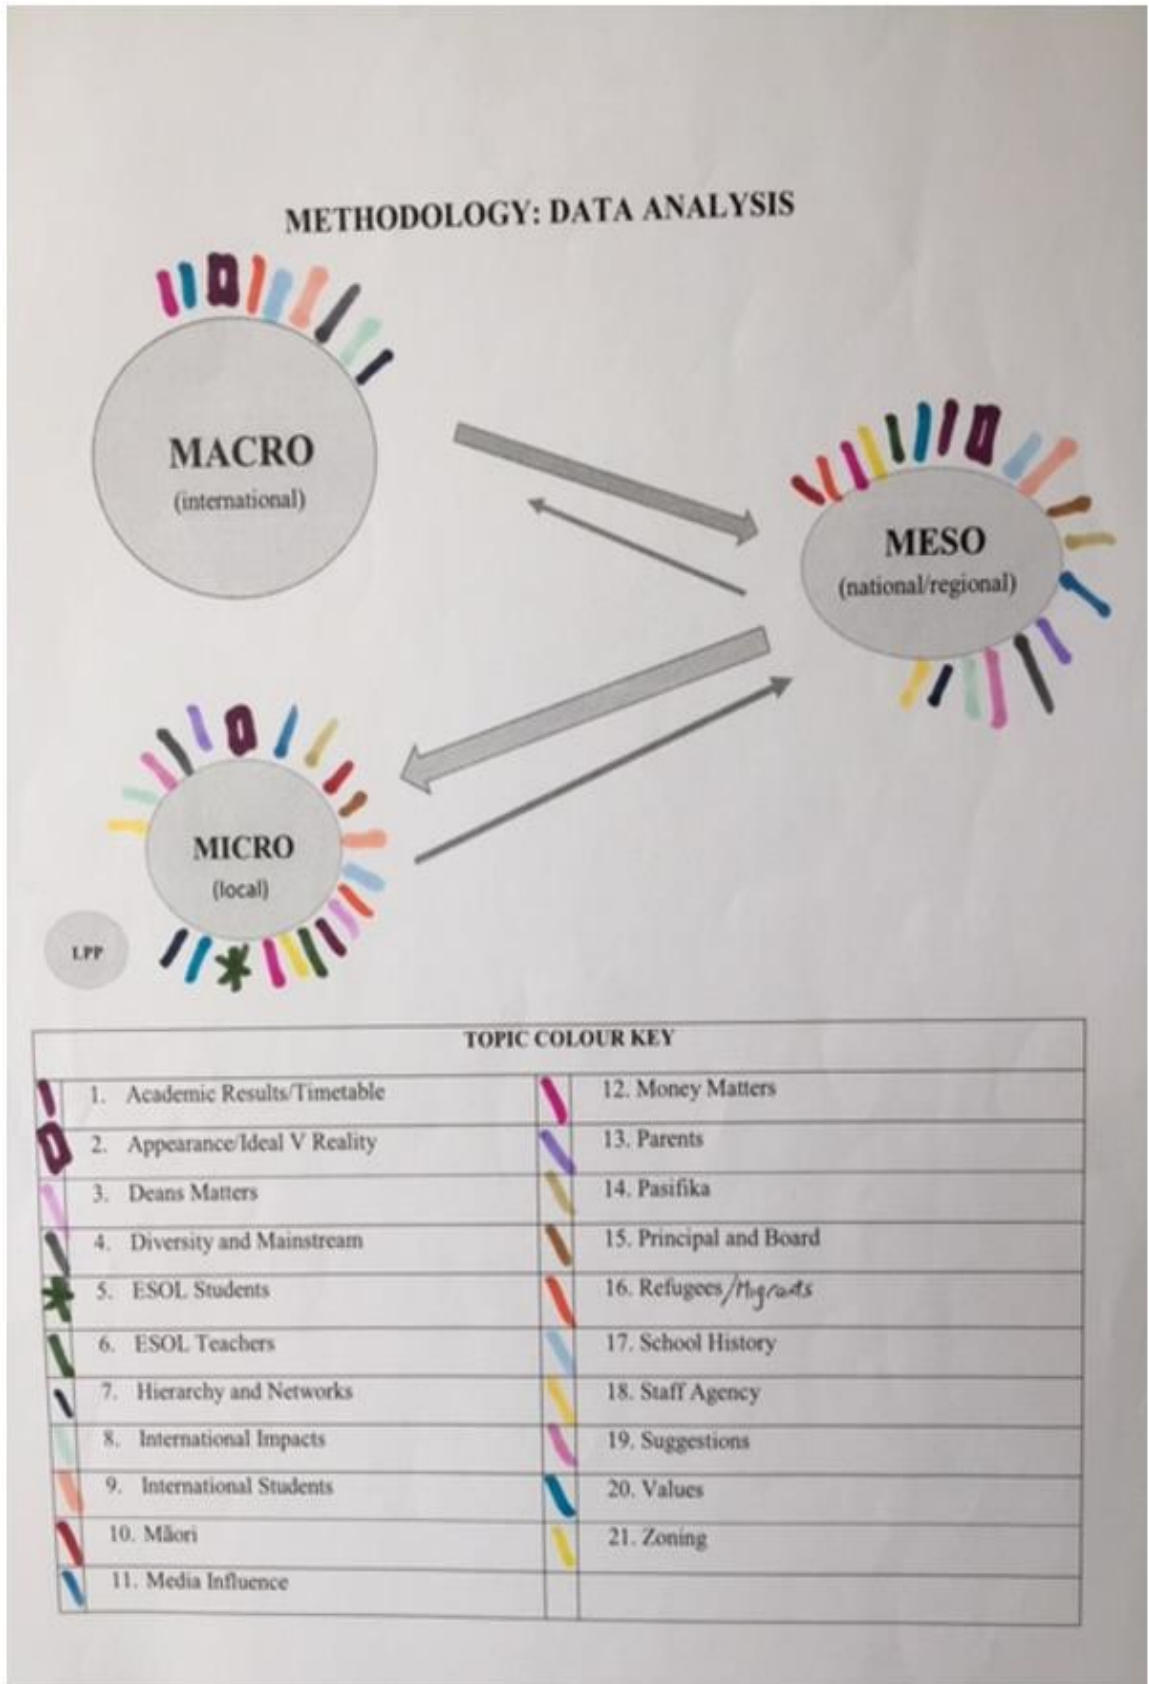 METHODOLOGY: DATA ANALYSIS
MACRO
(international)
MESO
(national/regional)
MICRO
(local)
LPP
TOPIC COLOUR KEY
1. Academic Results/Timetable
12. Money Matters
2. Appearance/Ideal V Reality
13. Parents
3. Deans Matters
14. Pasifika
4. Diversity and Mainstream
15. Principal and Board
5. ESOL Students
16. Refugees/Migrants
6. ESOL Teachers
17. School History
7. Hierarchy and Networks
18. Staff Agency
8. International Impacts
19. Suggestions
9. International Students
20. Values
10. Māori
21. Zoning
11. Media Influence